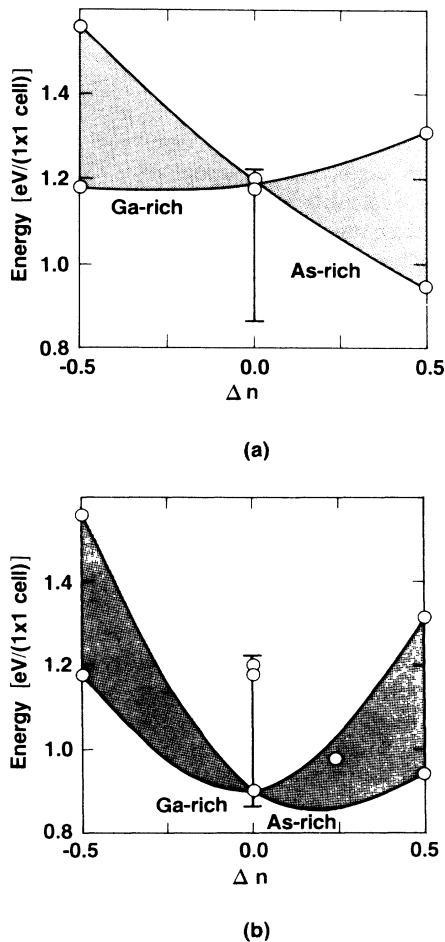 Energy [eV/(1x1 cell)]
1.4
1.2
1.0
0.8
Ga-rich
As-rich
-0.5
0.0
0.5
Δ n
(a)
Energy [eV/(1x1 cell)]
1.4
1.2
1.0
0.8
Ga-rich
As-rich
-0.5
0.0
0.5
Δ n
(b)